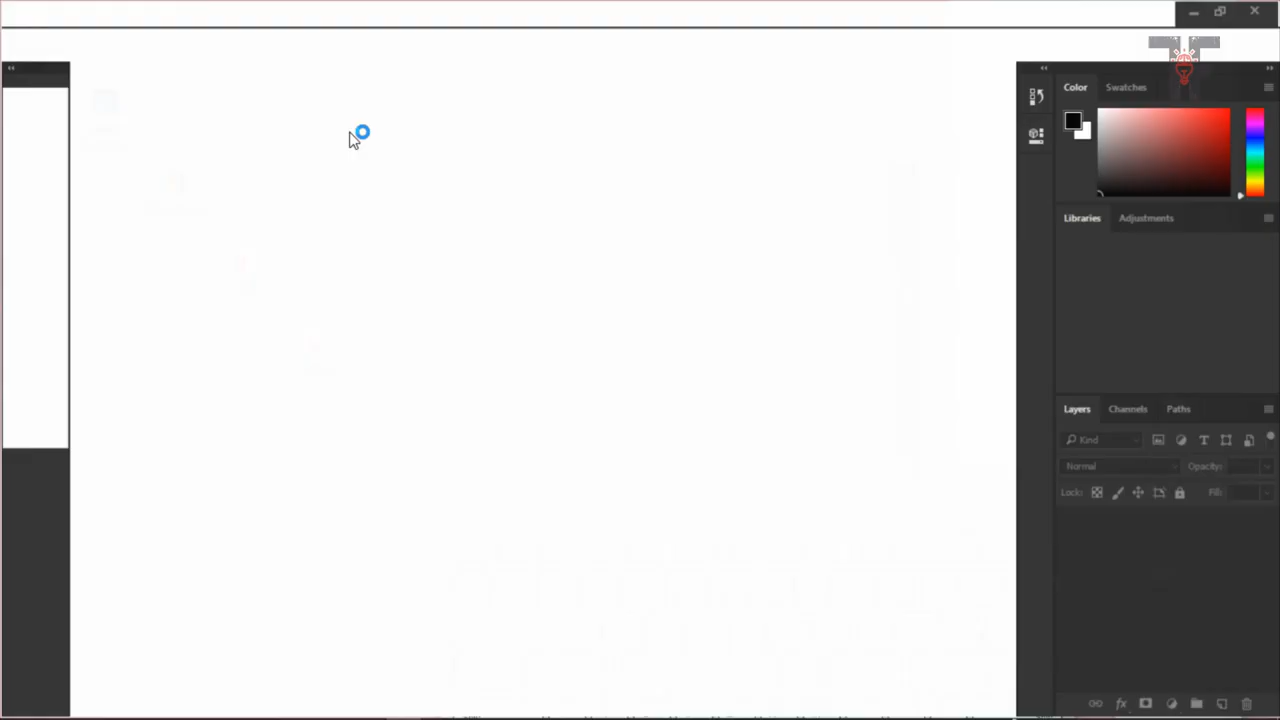 Color Swatches
Libraries Adjustments
Layers Channels Paths
Kind
Normal Opacity:
Lock: Fill: